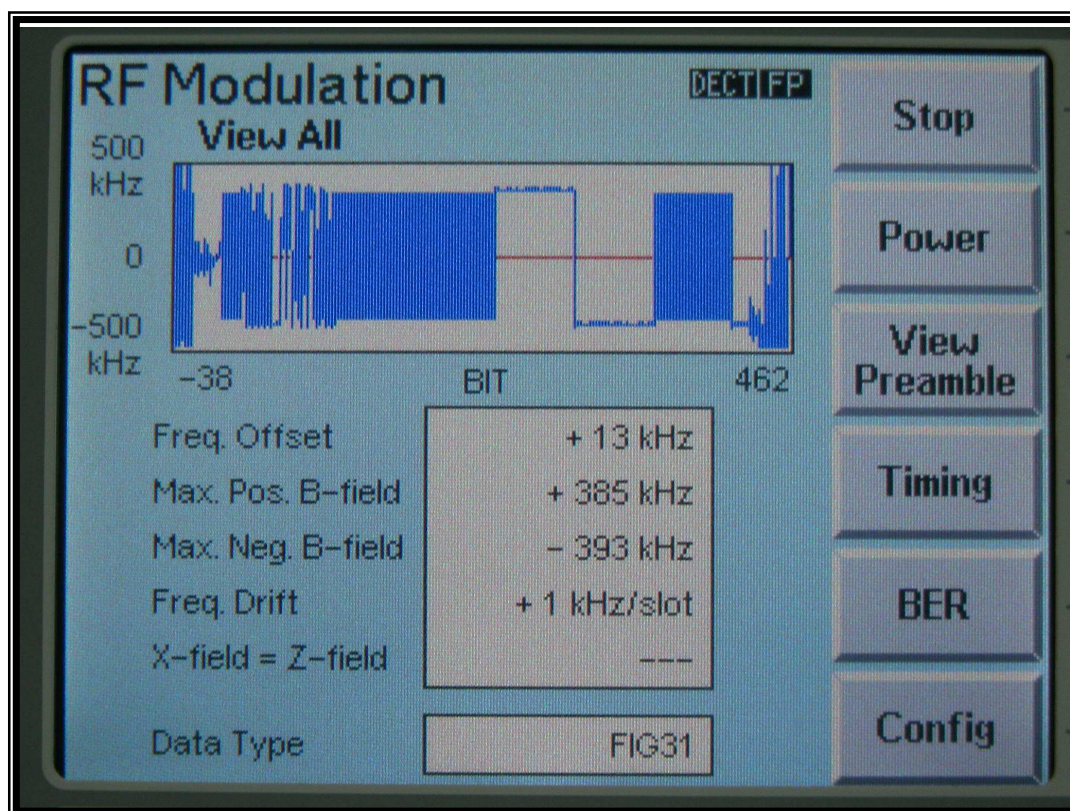 RF Modulation
DECT FP
View All
500
kHz
0
-500
kHz
-38
BIT
462
Freq. Offset
+ 13 kHz
Max. Pos. B-field
+ 385 kHz
Max. Neg. B-field
- 393 kHz
Freq. Drift
+ 1 kHz/slot
X-field = Z-field
---
Data Type
FIG31
Stop
Power
View
Preamble
Timing
BER
Config